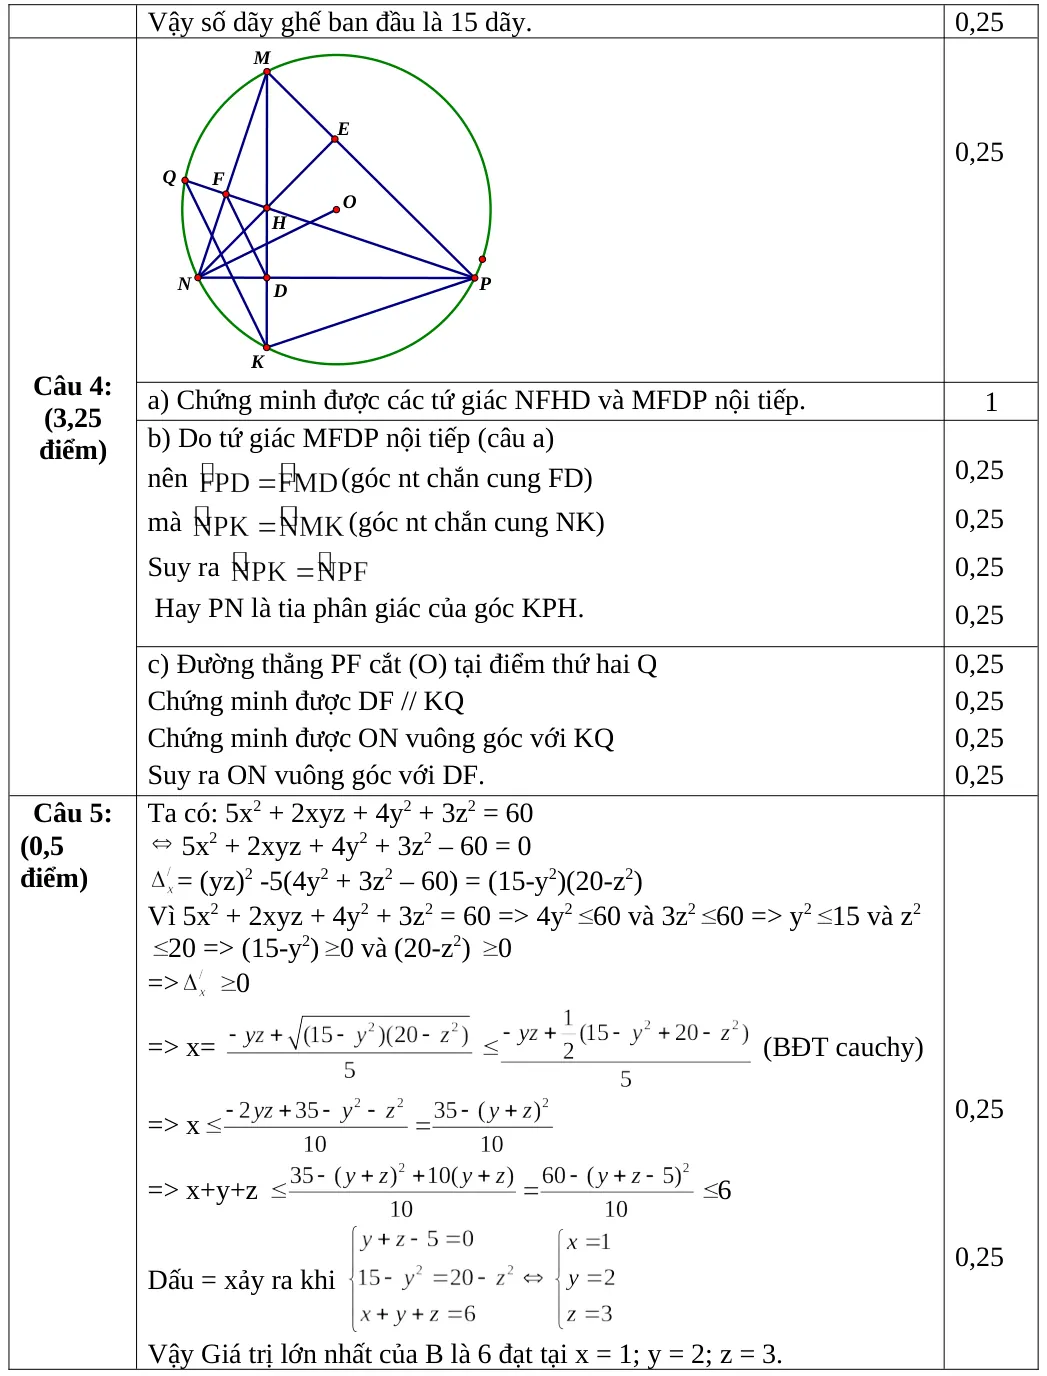 Vậy số dãy ghế ban đầu là 15 dãy. 0,25
Câu 4:
(3,25
điểm)
M
E
Q F
O
H
N D P
K
0,25
a) Chứng minh được các tứ giác NFHD và MFDP nội tiếp. 1
b) Do tứ giác MFDP nội tiếp (câu a)
nên FPD = FMD (góc nt chắn cung FD) 0,25
mà NPK = NMK (góc nt chắn cung NK) 0,25
Suy ra NPK = NPF 0,25
Hay PN là tia phân giác của góc KPH. 0,25
c) Đường thẳng PF cắt (O) tại điểm thứ hai Q 0,25
Chứng minh được DF // KQ 0,25
Chứng minh được ON vuông góc với KQ 0,25
Suy ra ON vuông góc với DF. 0,25
Câu 5:
(0,5
điểm)
Ta có: 5x² + 2xyz + 4y² + 3z² = 60
⇔ 5x² + 2xyz + 4y² + 3z² – 60 = 0
Δ/x = (yz)² -5(4y² + 3z² – 60) = (15-y²)(20-z²)
Vì 5x² + 2xyz + 4y² + 3z² = 60 => 4y² ≤60 và 3z² ≤60 => y² ≤15 và z²
≤20 => (15-y²) ≥0 và (20-z²) ≥0
=> Δ/x ≥0
=> x= (- yz + √((15 - y²)(20 - z²)))/5 ≤ (- yz + 1/2(15 - y² + 20 - z²))/5 (BĐT cauchy)
=> x ≤ (- 2yz + 35 - y² - z²)/10 = (35 - (y + z)²)/10 0,25
=> x+y+z ≤ (35 - (y + z)² + 10(y + z))/10 = (60 - (y + z - 5)²)/10 ≤6
Dấu = xảy ra khi { y + z - 5 = 0 ; 15 - y² = 20 - z² ; x + y + z = 6 ⇔ { x = 1 ; y = 2 ; z = 3 0,25
Vậy Giá trị lớn nhất của B là 6 đạt tại x = 1; y = 2; z = 3.